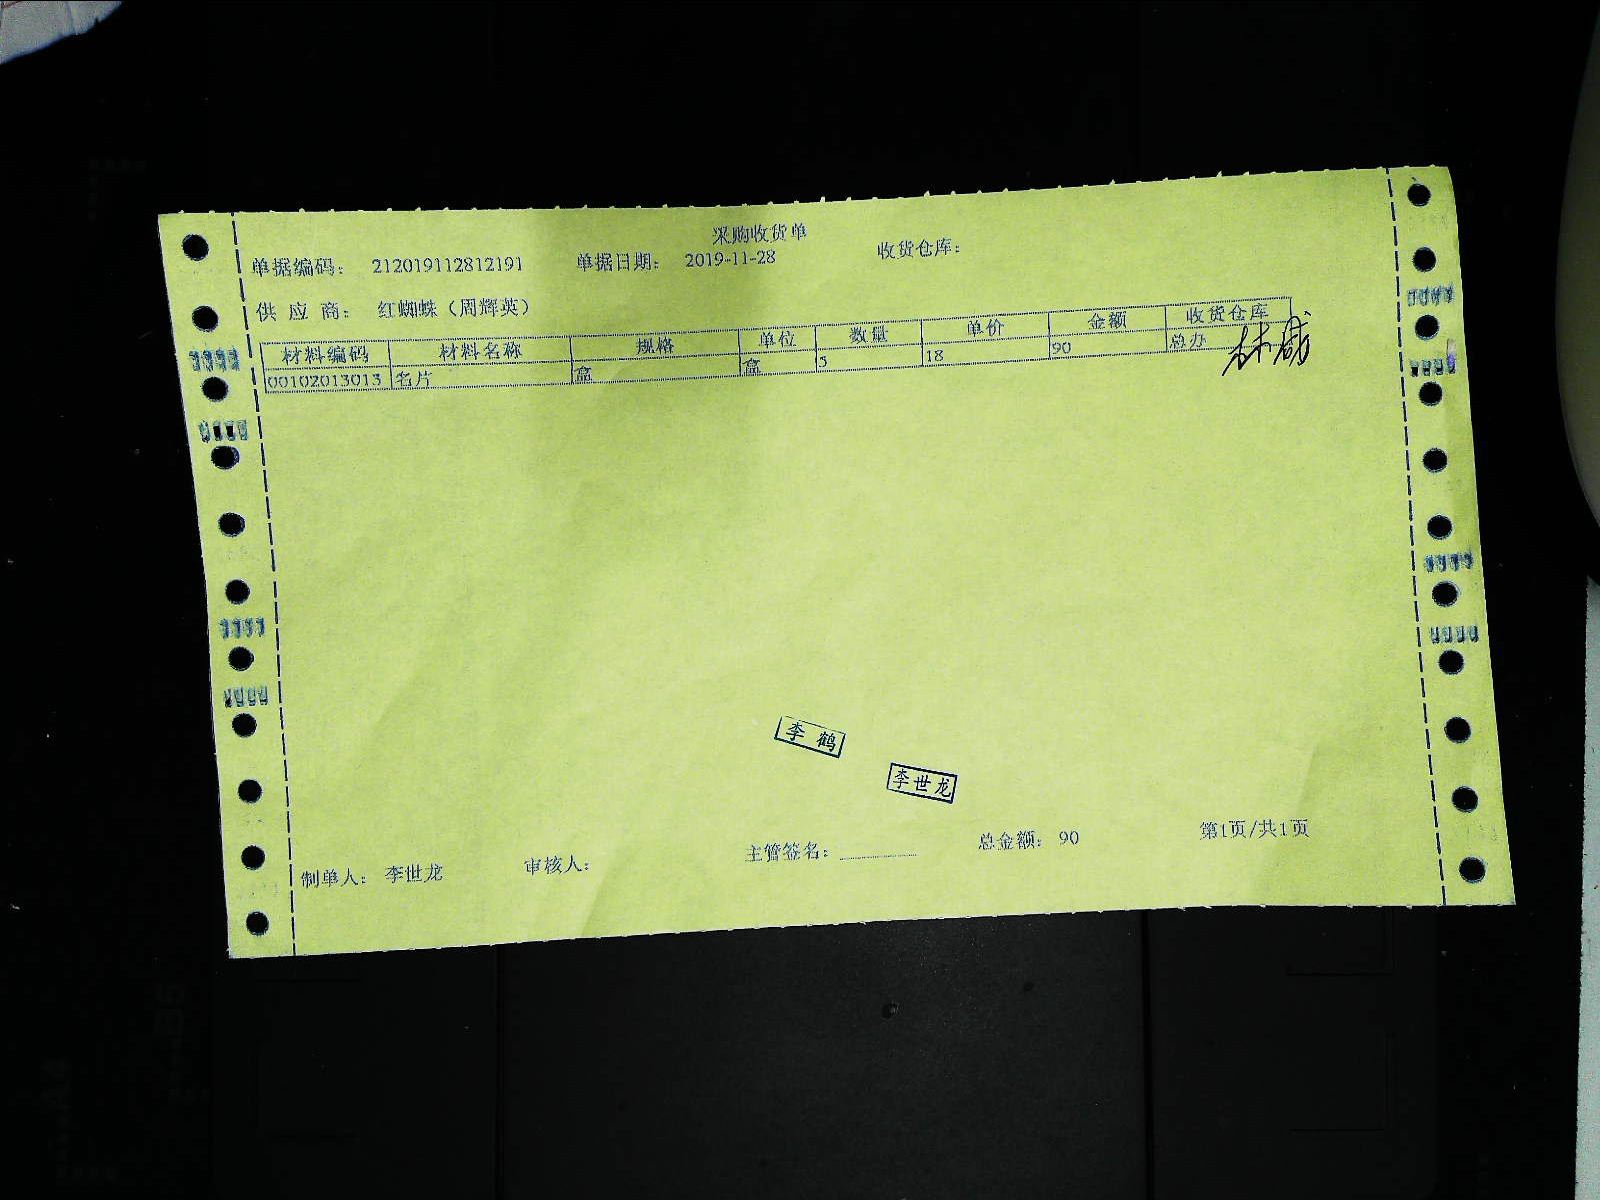 采购收货单
单据编码： 212019112812191 单据日期： 2019-11-28 收货仓库：
供 应 商： 红蜘蛛（周辉英）
材料编码 材料名称 规格 单位 数量 单价 金额 收货仓库
00102013013 名片 盒 盒 5 18 90 总办
李 鹤
李世龙
制单人： 李世龙 审核人： 主管签名： 总金额： 90 第1页/共1页